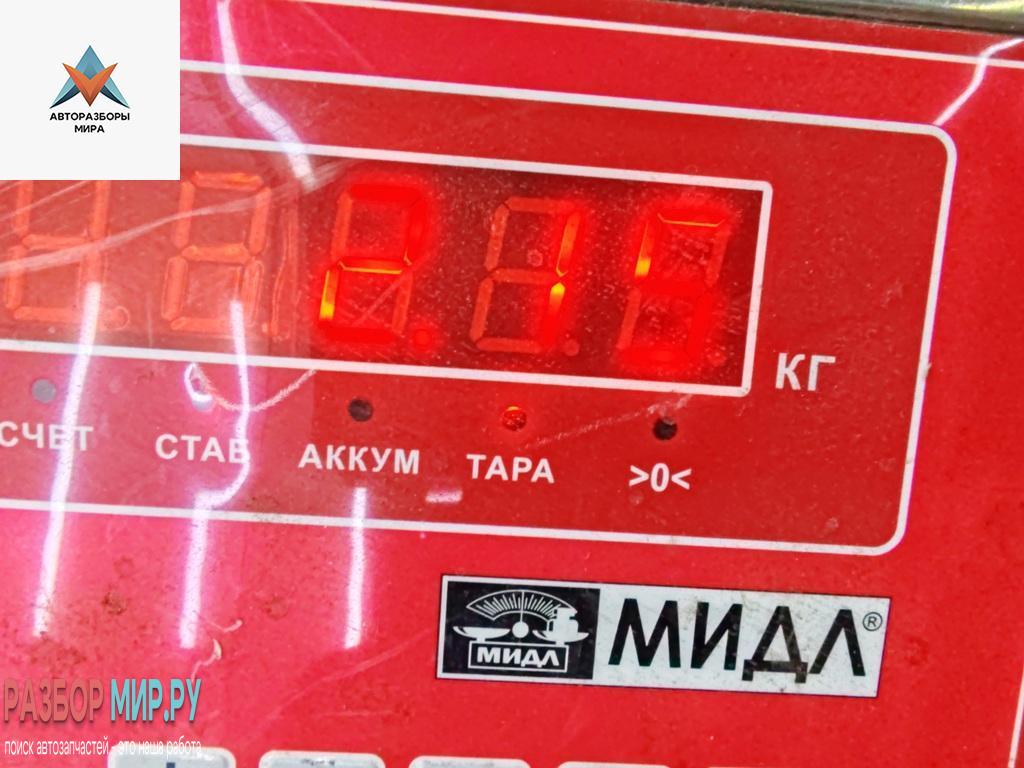 АВТОРАЗБОРЫ
МИРА
2.15
КГ
СЧЕТ СТАБ АККУМ ТАРА >0<
МИДЛ МИДЛ®
РАЗБОР МИР.РУ
поиск автозапчастей - это наша работа